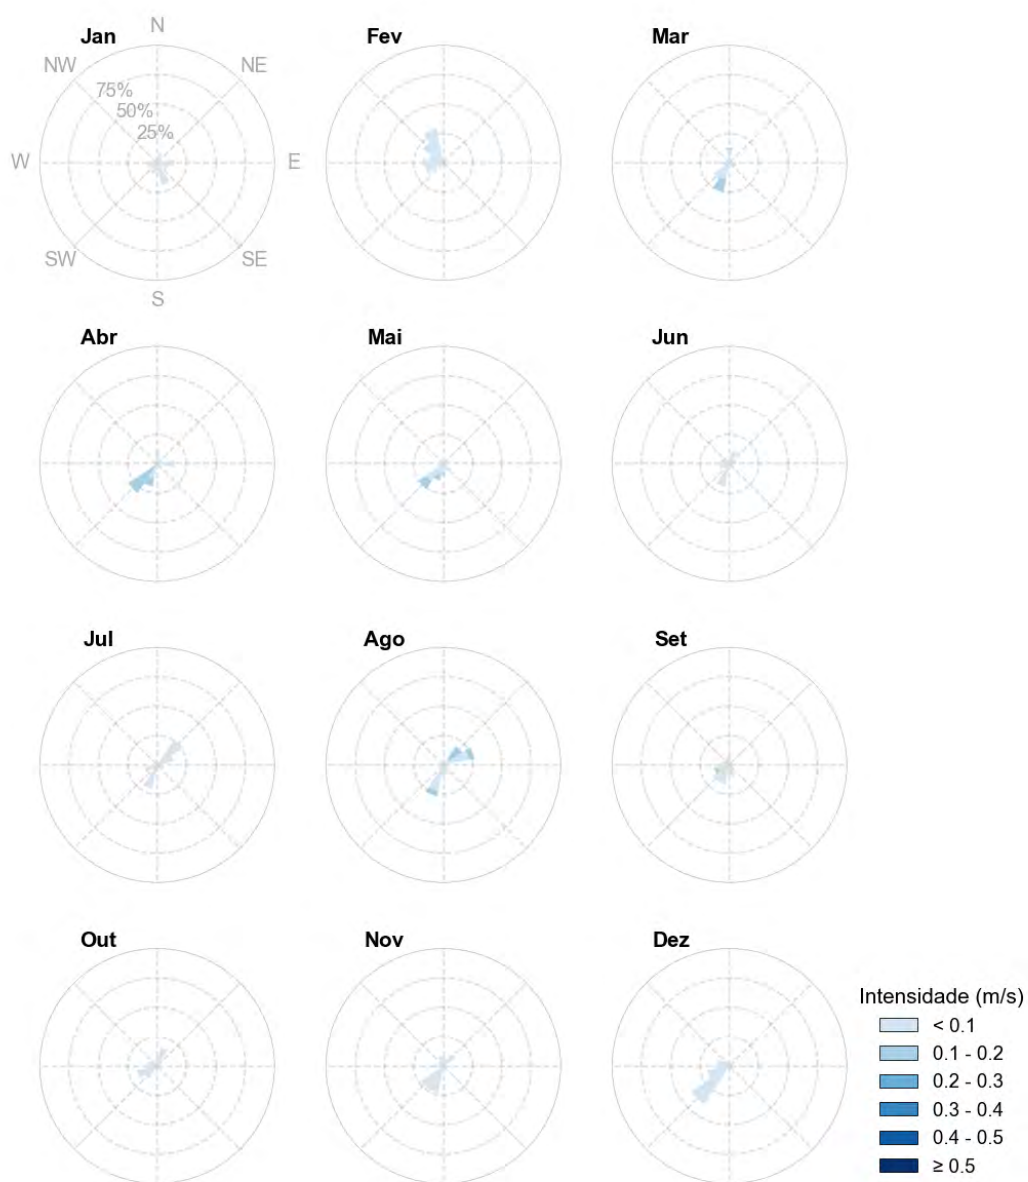 Jan
N
Fev
Mar
NW
NE
75%
50%
25%
W
E
SW
SE
S
Abr
Mai
Jun
Jul
Ago
Set
Out
Nov
Dez
Intensidade (m/s)
< 0.1
0.1 - 0.2
0.2 - 0.3
0.3 - 0.4
0.4 - 0.5
≥ 0.5